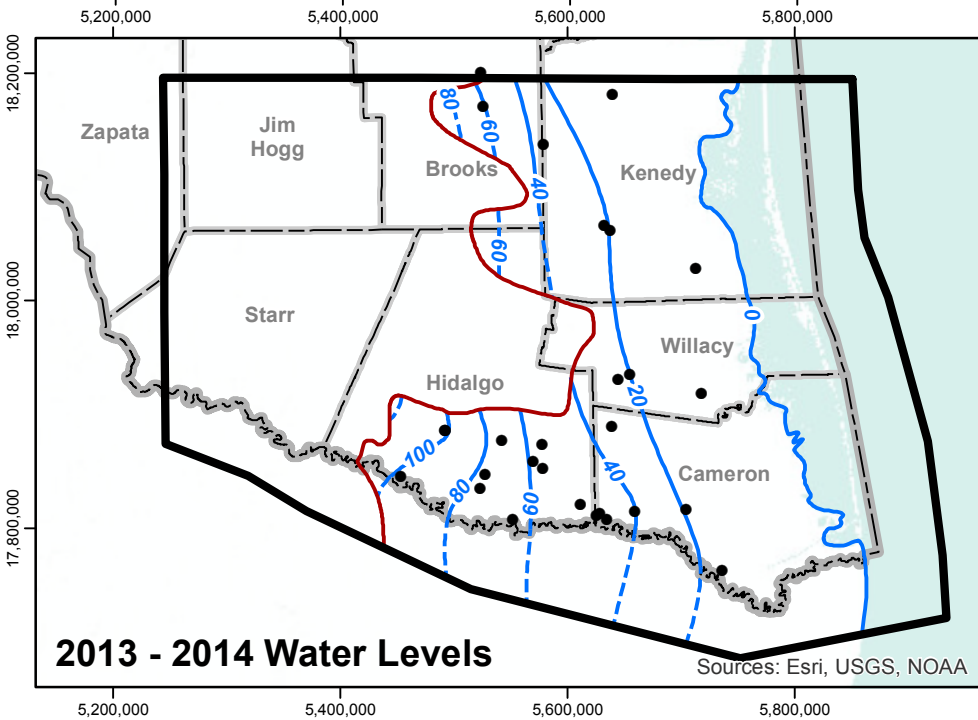 5,200,000 5,400,000 5,600,000 5,800,000
18,200,000
Zapata
Jim
Hogg
80
60
Brooks
40
Kenedy
60
18,000,000
Starr
0
Willacy
Hidalgo
20
100
80
60
40
Cameron
17,800,000
2013 - 2014 Water Levels
Sources: Esri, USGS, NOAA
5,200,000 5,400,000 5,600,000 5,800,000